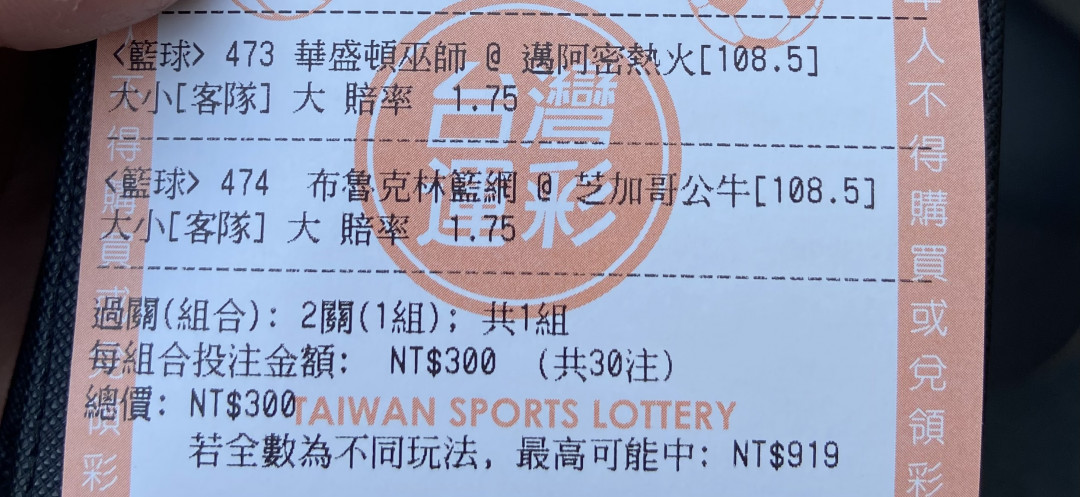 <籃球> 473 華盛頓巫師 @ 邁阿密熱火[108.5]
大小[客隊] 大 賠率 1.75
<籃球> 474 布魯克林籃網 @ 芝加哥公牛[108.5]
大小[客隊] 大 賠率 1.75
過關(組合): 2關(1組); 共1組
每組合投注金額: NT$300 (共30注)
總價: NT$300
若全數為不同玩法, 最高可能中: NT$919
台灣
運彩
TAIWAN SPORTS LOTTERY
人不得購買或兌領彩
得購買或
彩